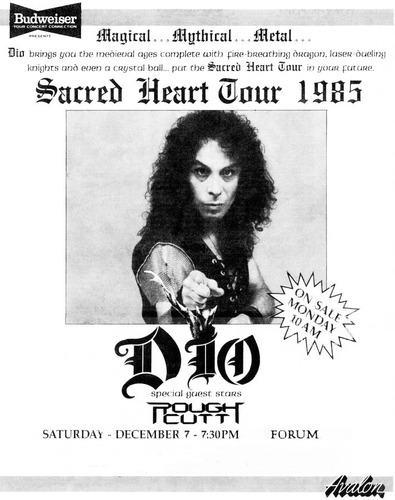 Budweiser
YOUR CONCERT CONNECTION
PRESENTS
Magical...Mythical...Metal...
Dio brings you the medieval ages complete with fire-breathing dragon, laser-dueling
knights and even a crystal ball... put the Sacred Heart Tour in your future.
Sacred Heart Tour 1985
ON SALE
MONDAY
10 AM
DIO
special guest stars
ROUGH
CUTT
SATURDAY - DECEMBER 7 - 7:30PM FORUM
Avalon